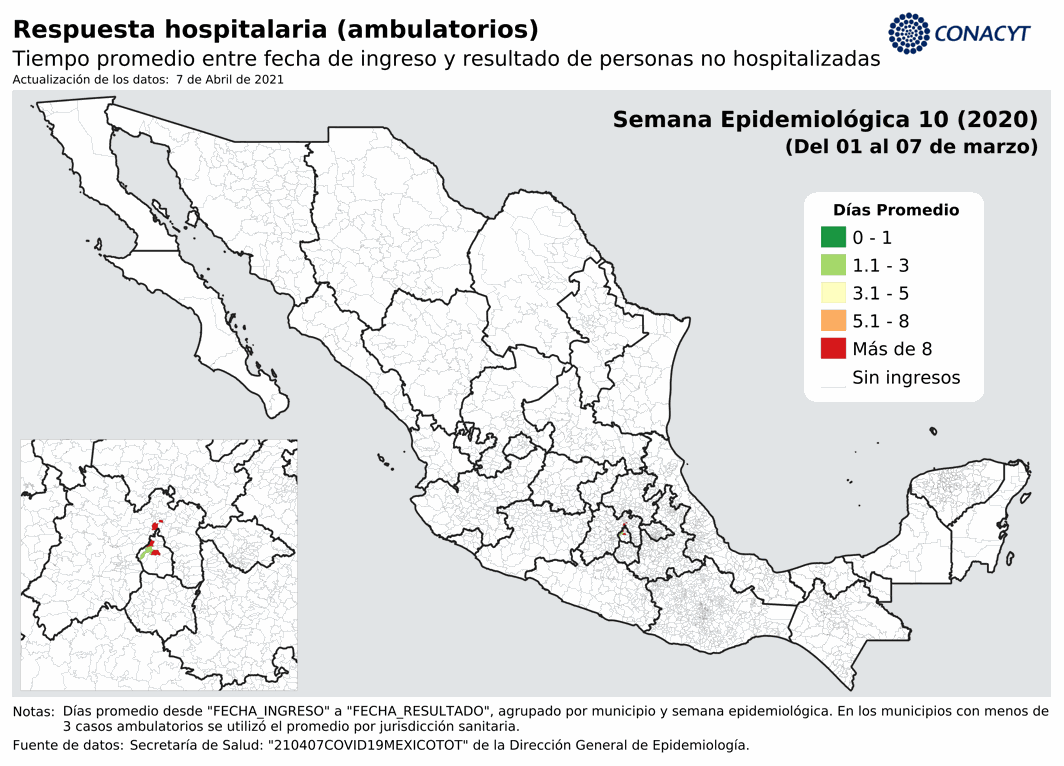 Respuesta hospitalaria (ambulatorios)
CONACYT
Tiempo promedio entre fecha de ingreso y resultado de personas no hospitalizadas
Actualización de los datos: 7 de Abril de 2021
Semana Epidemiológica 10 (2020)
(Del 01 al 07 de marzo)
Días Promedio
0 - 1
1.1 - 3
3.1 - 5
5.1 - 8
Más de 8
Sin ingresos
Notas: Días promedio desde "FECHA_INGRESO" a "FECHA_RESULTADO", agrupado por municipio y semana epidemiológica. En los municipios con menos de
3 casos ambulatorios se utilizó el promedio por jurisdicción sanitaria.
Fuente de datos: Secretaría de Salud: "210407COVID19MEXICOTOT" de la Dirección General de Epidemiología.